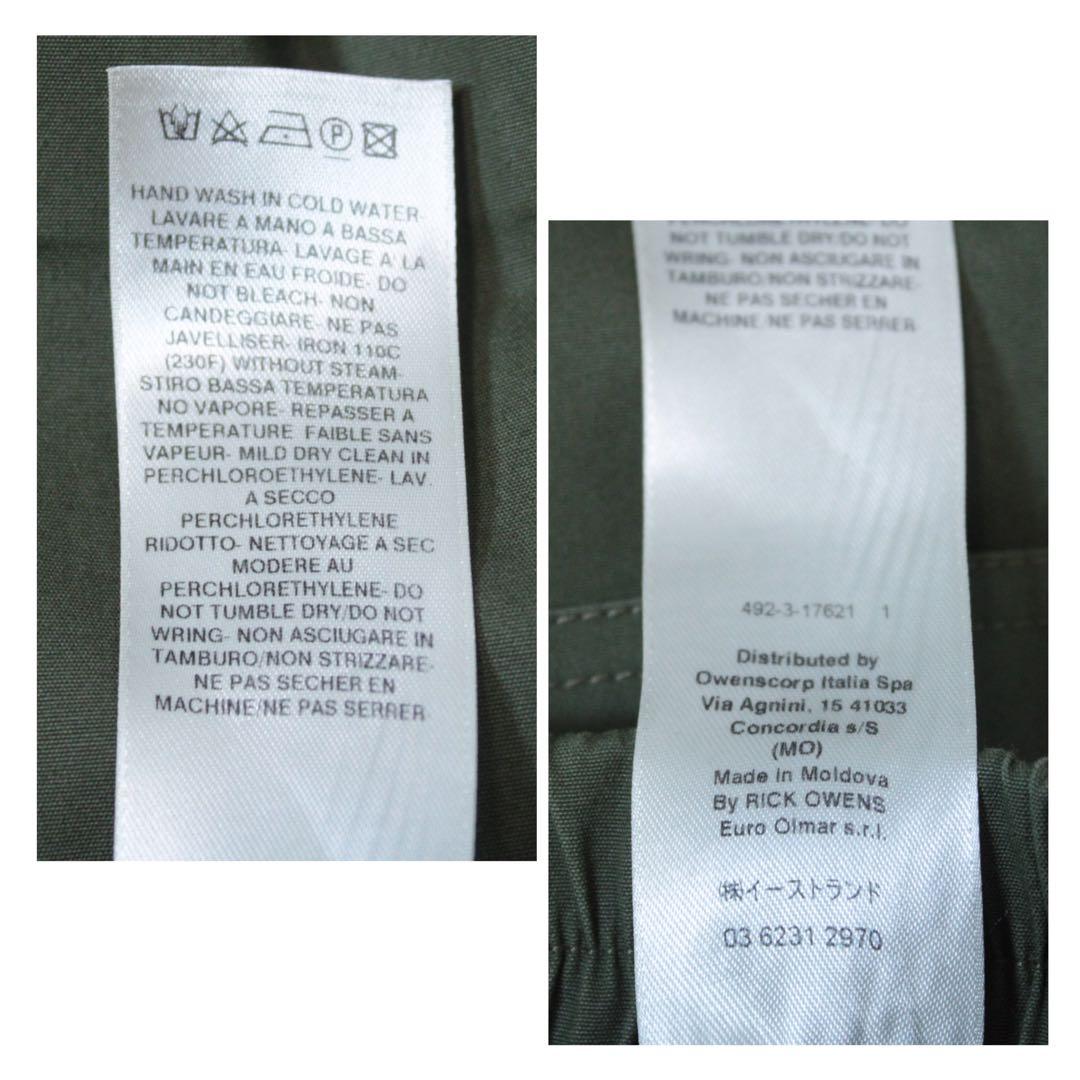 P
HAND WASH IN COLD WATER-
LAVARE A MANO A BASSA
TEMPERATURA- LAVAGE A LA
MAIN EN EAU FROIDE- DO
NOT BLEACH- NON
CANDEGGIARE- NE PAS
JAVELLISER- IRON 110C
(230F) WITHOUT STEAM-
STIRO BASSA TEMPERATURA
NO VAPORE- REPASSER A
TEMPERATURE FAIBLE SANS
VAPEUR- MILD DRY CLEAN IN
PERCHLOROETHYLENE- LAV.
A SECCO
PERCHLORETHYLENE
RIDOTTO- NETTOYAGE A SEC
MODERE AU
PERCHLORETHYLENE- DO
NOT TUMBLE DRY/DO NOT
WRING- NON ASCIUGARE IN
TAMBURO/NON STRIZZARE-
NE PAS SECHER EN
MACHINE/NE PAS SERRER
PERCHLORETHYLENE- DO
NOT TUMBLE DRY/DO NOT
WRING- NON ASCIUGARE IN
TAMBURO/NON STRIZZARE-
NE PAS SECHER EN
MACHINE/NE PAS SERRER
492-3-17621 1
Distributed by
Owenscorp Italia Spa
Via Agnini, 15 41033
Concordia s/S
(MO)
Made in Moldova
By RICK OWENS
Euro Olmar s.r.l.
㈱イーストランド
03 6231 2970